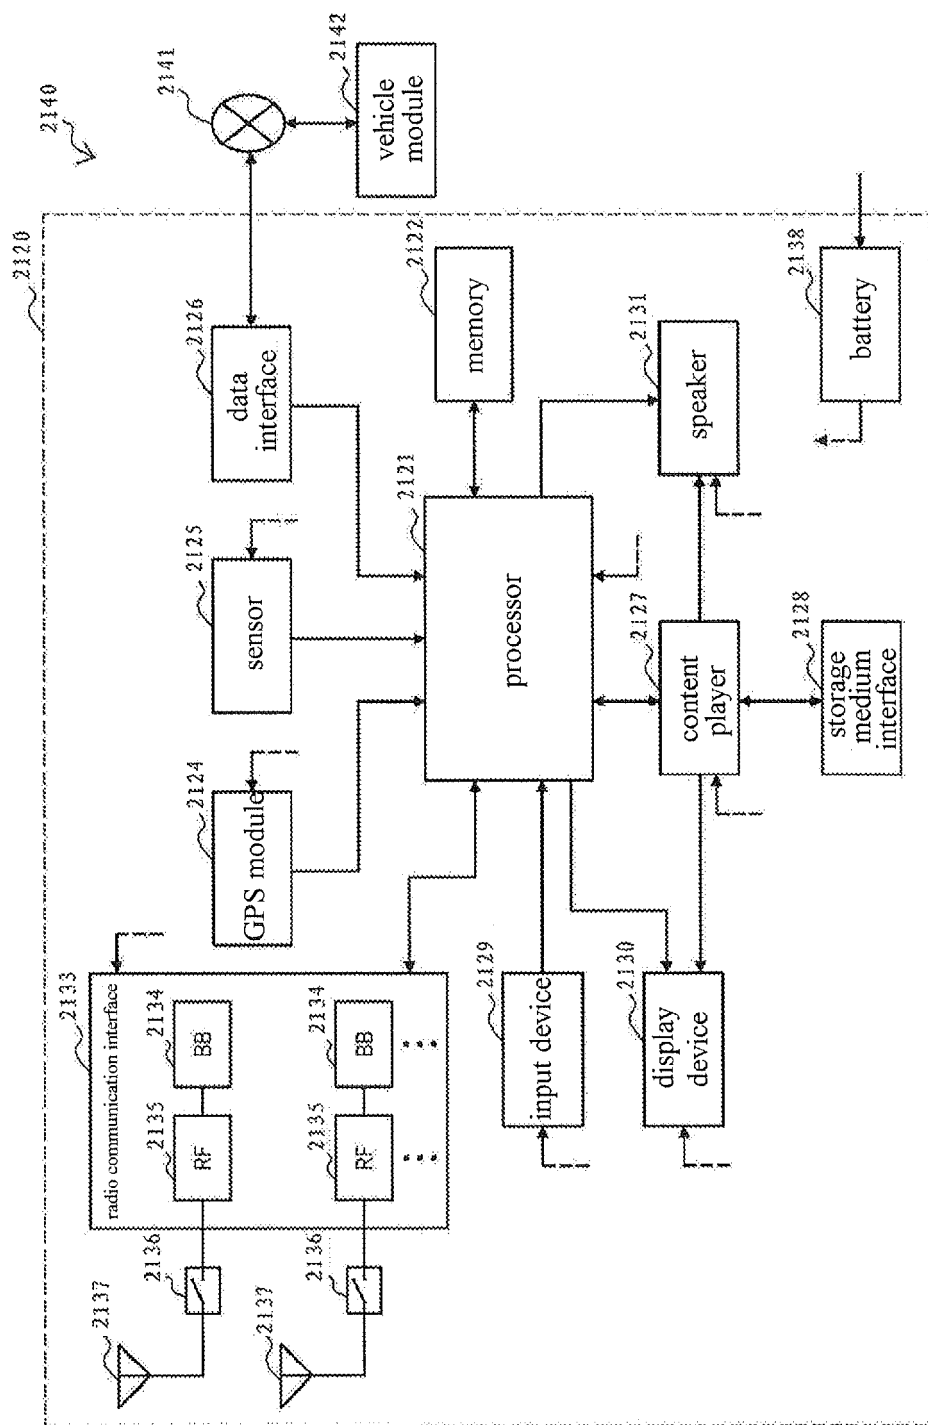 2140
2120
2141
2142
vehicle
module
2133
radio communication interface
2137
2136
2135
RF
2134
BB
2137
2136
2135
RF
2134
BB
2124
GPS module
2125
sensor
2126
data
interface
2121
processor
2122
memory
2129
input device
2130
display
device
2127
content
player
2131
speaker
2128
storage
medium
interface
2138
battery